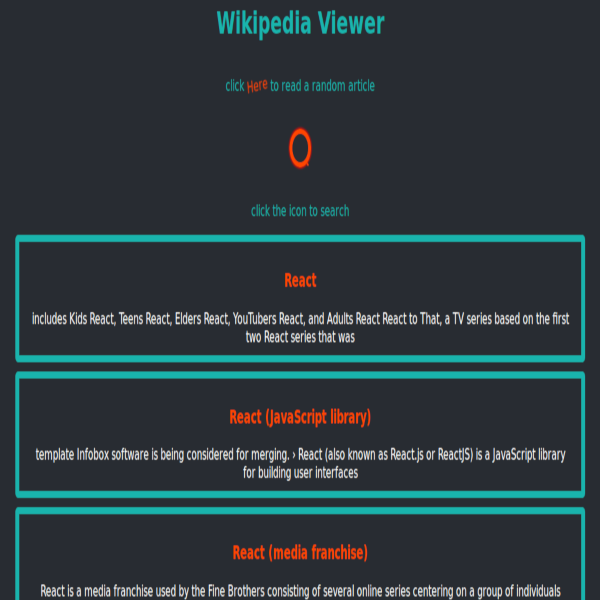 Wikipedia Viewer
click Here to read a random article
click the icon to search
React
includes Kids React, Teens React, Elders React, YouTubers React, and Adults React React to That, a TV series based on the first
two React series that was
React (JavaScript library)
template Infobox software is being considered for merging. › React (also known as React.js or ReactJS) is a JavaScript library
for building user interfaces
React (media franchise)
React is a media franchise used by the Fine Brothers consisting of several online series centering on a group of individuals